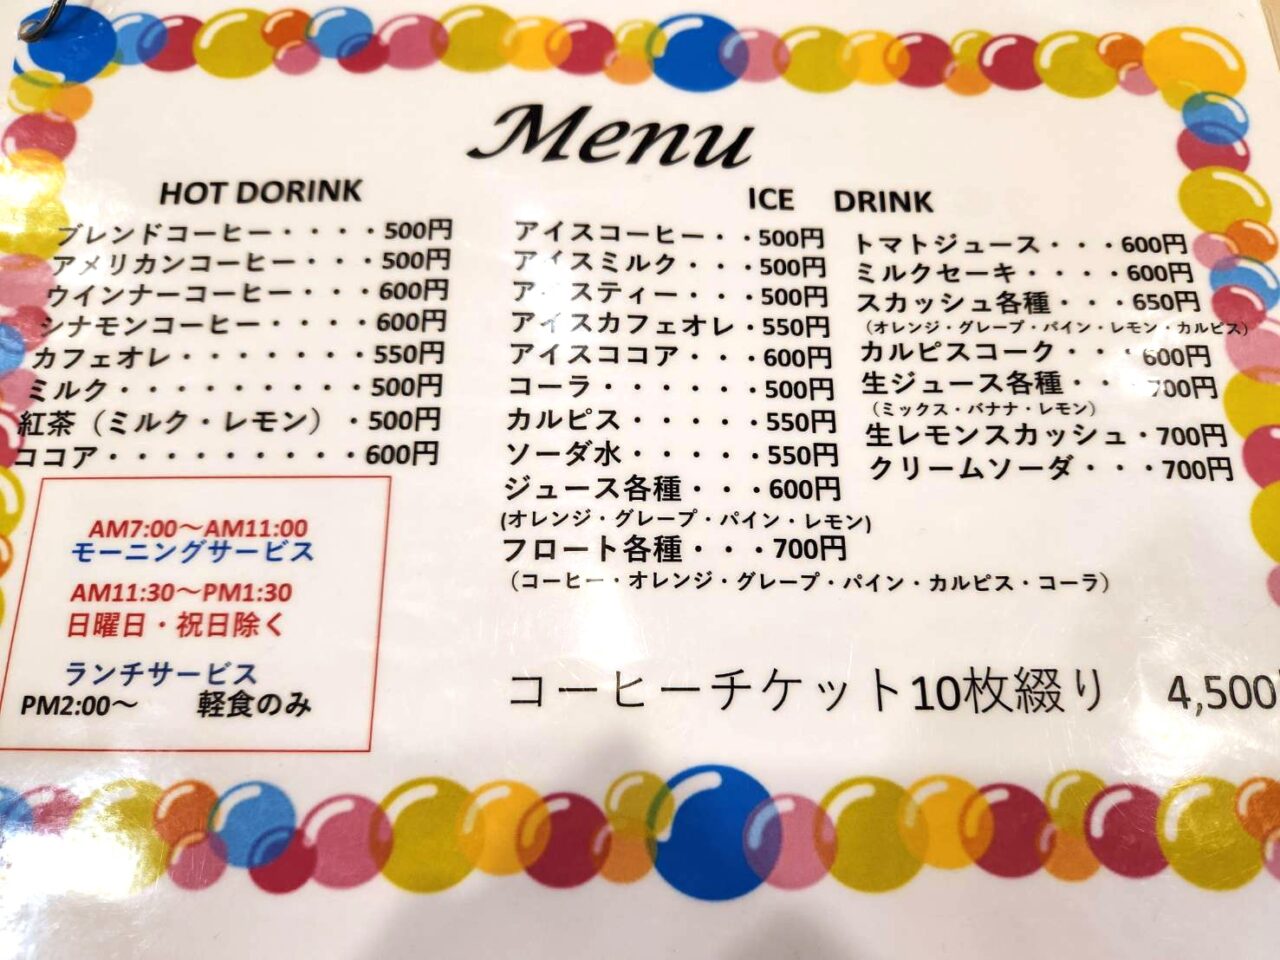 Menu
HOT DORINK
ブレンドコーヒー・・・・500円
アメリカンコーヒー・・・500円
ウインナーコーヒー・・・600円
シナモンコーヒー・・・・600円
カフェオレ・・・・・・・550円
ミルク・・・・・・・・・500円
紅茶（ミルク・レモン）・500円
ココア・・・・・・・・・600円
AM7:00～AM11:00
モーニングサービス
AM11:30～PM1:30
日曜日・祝日除く
ランチサービス
PM2:00～ 軽食のみ
ICE DRINK
アイスコーヒー・・500円
アイスミルク・・・500円
アイスティー・・・500円
アイスカフェオレ・550円
アイスココア・・・600円
コーラ・・・・・・500円
カルピス・・・・・550円
ソーダ水・・・・・550円
ジュース各種・・・600円
(オレンジ・グレープ・パイン・レモン)
フロート各種・・・700円
（コーヒー・オレンジ・グレープ・パイン・カルピス・コーラ）
トマトジュース・・・600円
ミルクセーキ・・・・600円
スカッシュ各種・・・650円
（オレンジ・グレープ・パイン・レモン・カルピス）
カルピスコーク・・・600円
生ジュース各種・・・700円
（ミックス・バナナ・レモン）
生レモンスカッシュ・700円
クリームソーダ・・・700円
コーヒーチケット10枚綴り 4,500